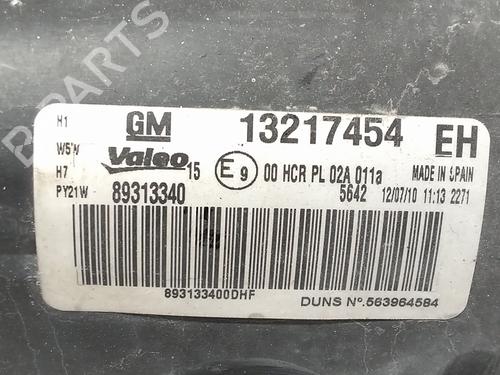 H1 GM 13217454 EH
W5W Valeo 15 E9 00 HCR PL 02A 011a MADE IN SPAIN
H7
PY21W 89313340 5642 12/07/10 11:13 2271
893133400DHF
DUNS Nº.563964584
B-PARTS